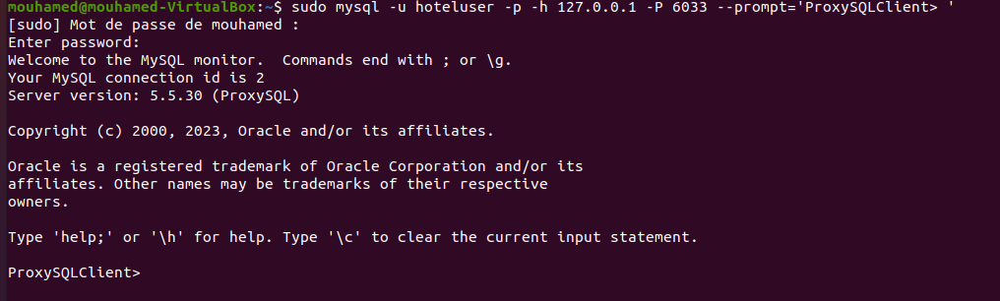 mouhamed@mouhamed-VirtualBox:~$ sudo mysql -u hoteluser -p -h 127.0.0.1 -P 6033 --prompt='ProxySQLClient> '
[sudo] Mot de passe de mouhamed :
Enter password:
Welcome to the MySQL monitor.  Commands end with ; or \g.
Your MySQL connection id is 2
Server version: 5.5.30 (ProxySQL)

Copyright (c) 2000, 2023, Oracle and/or its affiliates.

Oracle is a registered trademark of Oracle Corporation and/or its
affiliates. Other names may be trademarks of their respective
owners.

Type 'help;' or '\h' for help. Type '\c' to clear the current input statement.

ProxySQLClient>